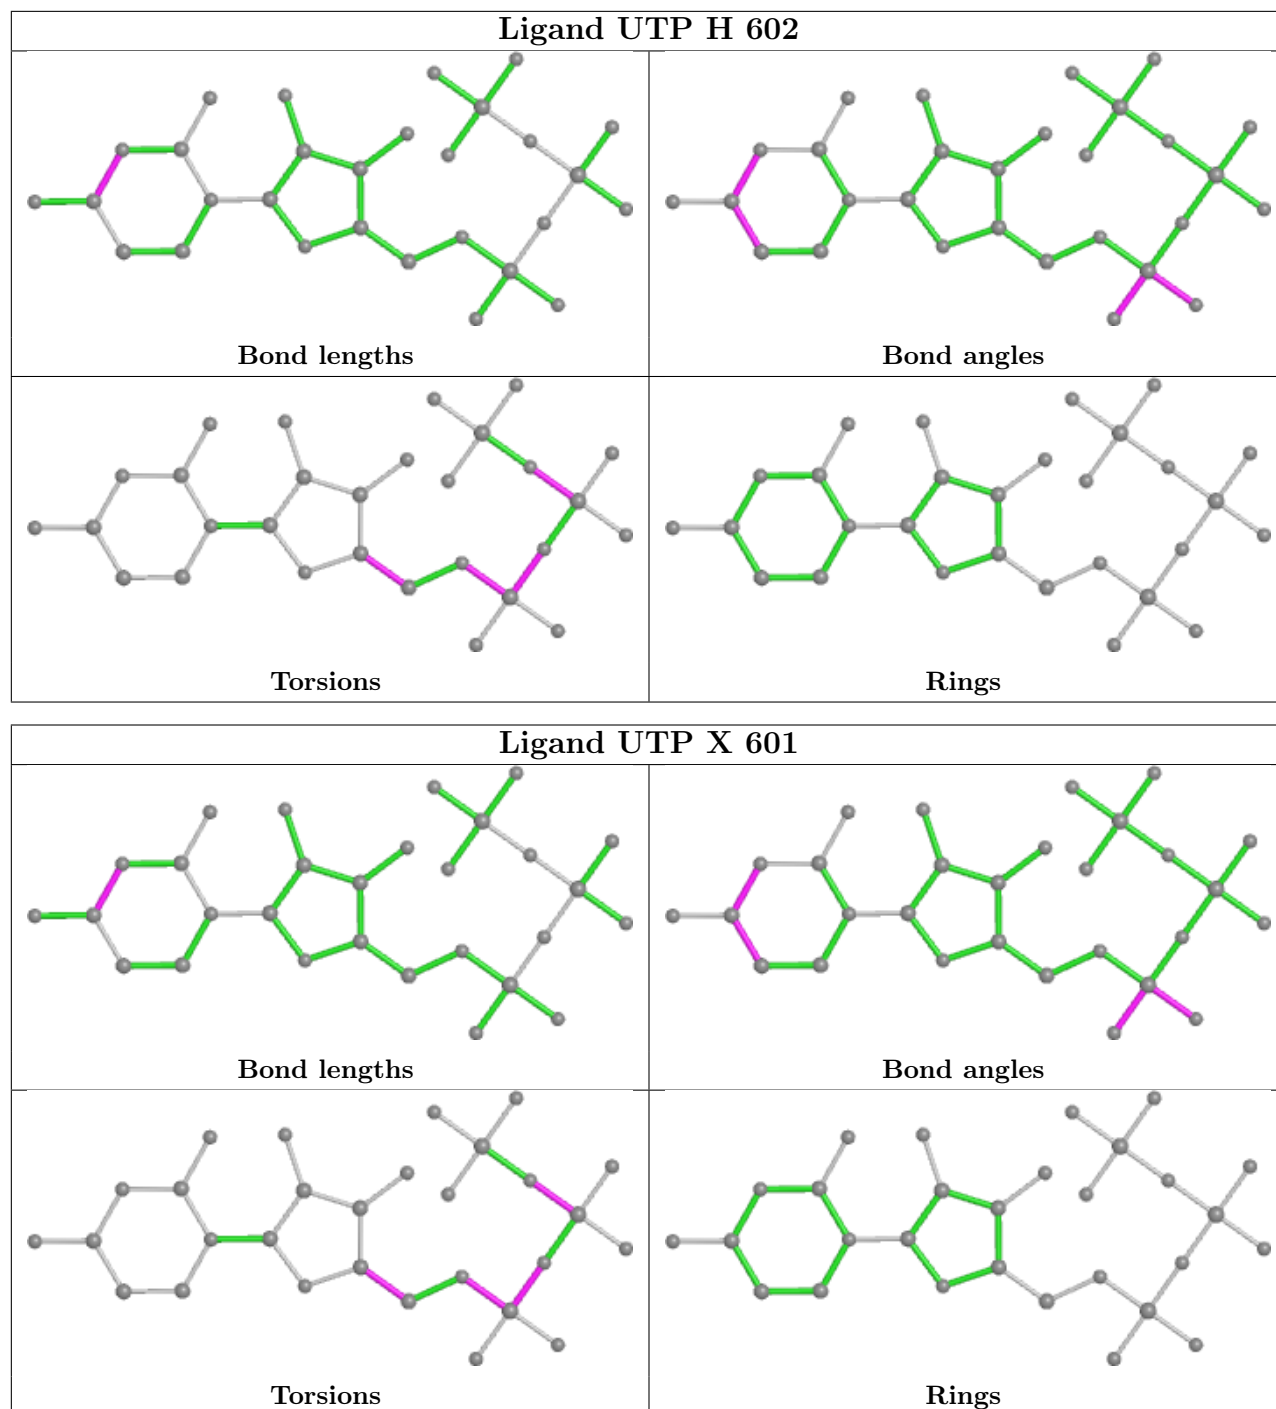 Ligand UTP H 602
Bond lengths
Bond angles
Torsions
Rings
Ligand UTP X 601
Bond lengths
Bond angles
Torsions
Rings